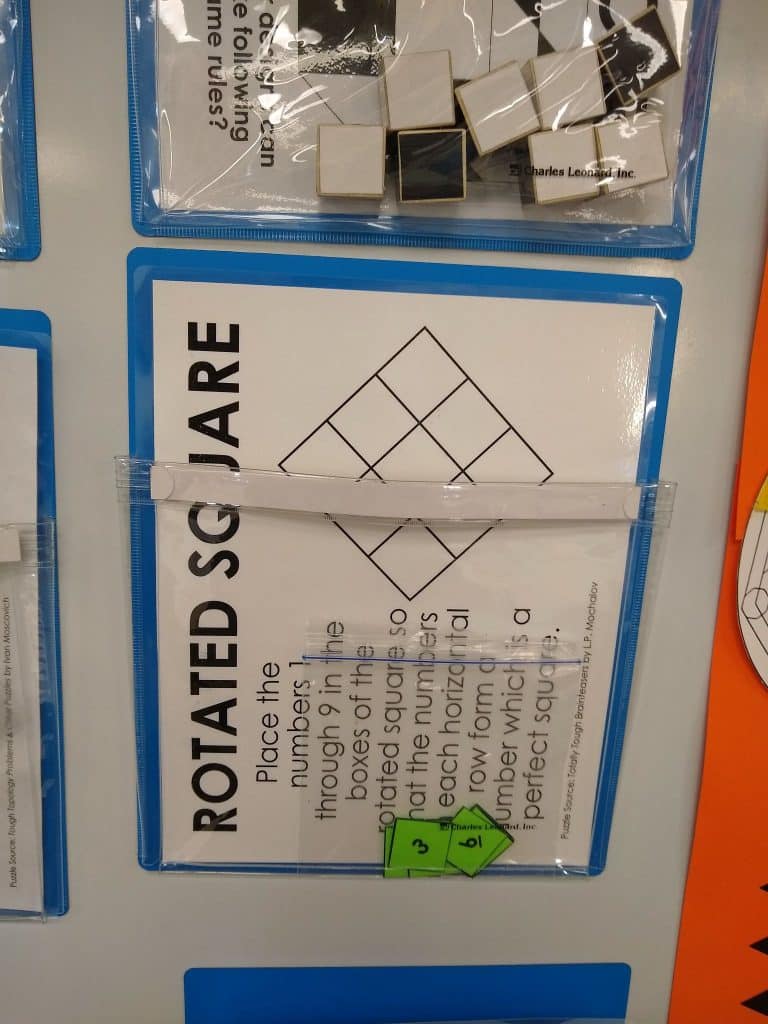 design can
following
rules?
Charles Leonard, Inc.
ROTATED SQUARE
Place the
numbers 1
through 9 in the
boxes of the
rotated square so
that the numbers
each horizontal
row form a
number which is a
perfect square.
Puzzle Source: Totally Tough Brainteasers by L.P. Mochalov
Charles Leonard, Inc.
3
6
Puzzle Source: Tough Topology Problems & Other Puzzles by Ivan Moscovich